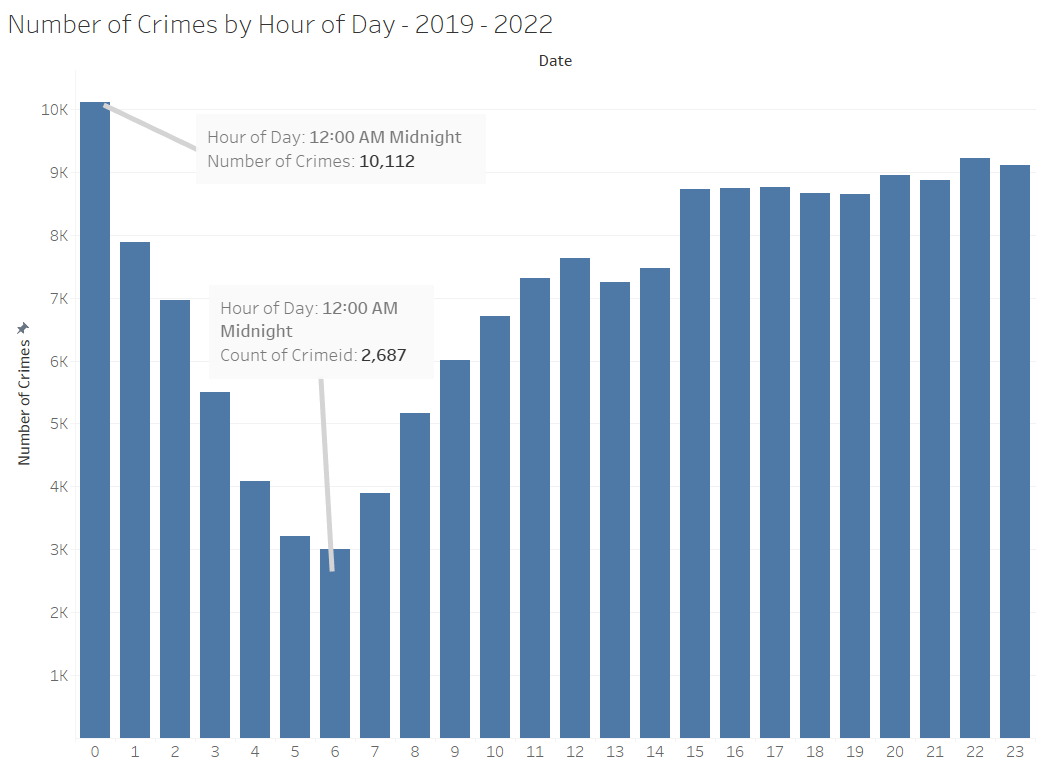 Number of Crimes by Hour of Day - 2019 - 2022
Date
10K
9K
8K
7K
6K
5K
4K
3K
2K
1K
Number of Crimes
Hour of Day: 12:00 AM Midnight
Number of Crimes: 10,112
Hour of Day: 12:00 AM
Midnight
Count of Crimeid: 2,687
0 1 2 3 4 5 6 7 8 9 10 11 12 13 14 15 16 17 18 19 20 21 22 23